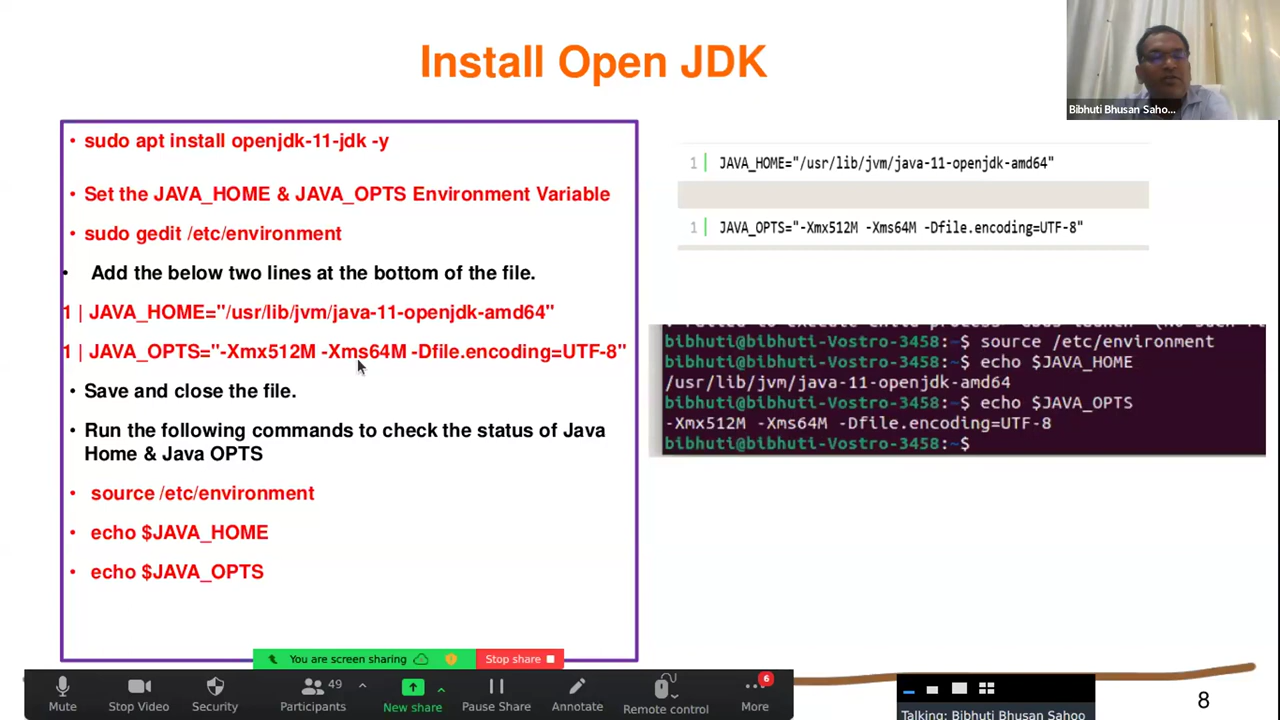 Install Open JDK
Bibhuti Bhusan Saho...
• sudo apt install openjdk-11-jdk -y
• Set the JAVA_HOME & JAVA_OPTS Environment Variable
• sudo gedit /etc/environment
• Add the below two lines at the bottom of the file.
1 | JAVA_HOME="/usr/lib/jvm/java-11-openjdk-amd64"
1 | JAVA_OPTS="-Xmx512M -Xms64M -Dfile.encoding=UTF-8"
• Save and close the file.
• Run the following commands to check the status of Java
Home & Java OPTS
• source /etc/environment
• echo $JAVA_HOME
• echo $JAVA_OPTS
1 | JAVA_HOME="/usr/lib/jvm/java-11-openjdk-amd64"
1 | JAVA_OPTS="-Xmx512M -Xms64M -Dfile.encoding=UTF-8"
bibhuti@bibhuti-Vostro-3458:~$ source /etc/environment
bibhuti@bibhuti-Vostro-3458:~$ echo $JAVA_HOME
/usr/lib/jvm/java-11-openjdk-amd64
bibhuti@bibhuti-Vostro-3458:~$ echo $JAVA_OPTS
-Xmx512M -Xms64M -Dfile.encoding=UTF-8
bibhuti@bibhuti-Vostro-3458:~$
You are screen sharing
Stop share
Mute
Stop Video
Security
49
Participants
New share
Pause Share
Annotate
Remote control
6
More
Talking: Bibhuti Bhusan Sahoo
8